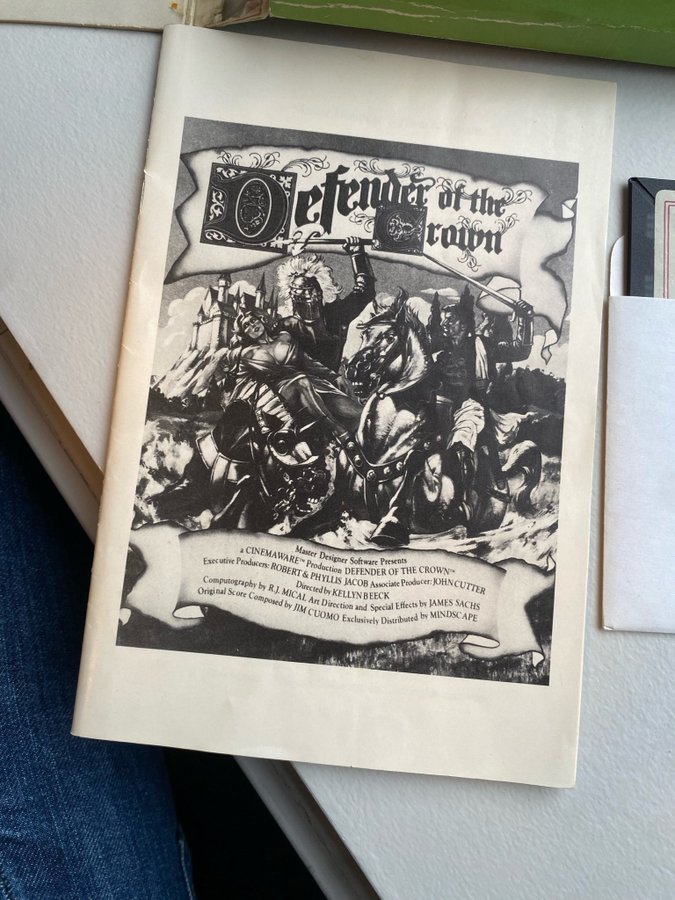 Defender of the
Crown
Master Designer Software Presents
a CINEMAWARE™ Production DEFENDER OF THE CROWN™
Executive Producers: ROBERT & PHYLLIS JACOB Associate Producer: JOHN CUTTER
Directed by KELLYN BEECK
Computography by R.J. MICAL Art Direction and Special Effects by JAMES SACHS
Original Score Composed by JIM CUOMO Exclusively Distributed by MINDSCAPE